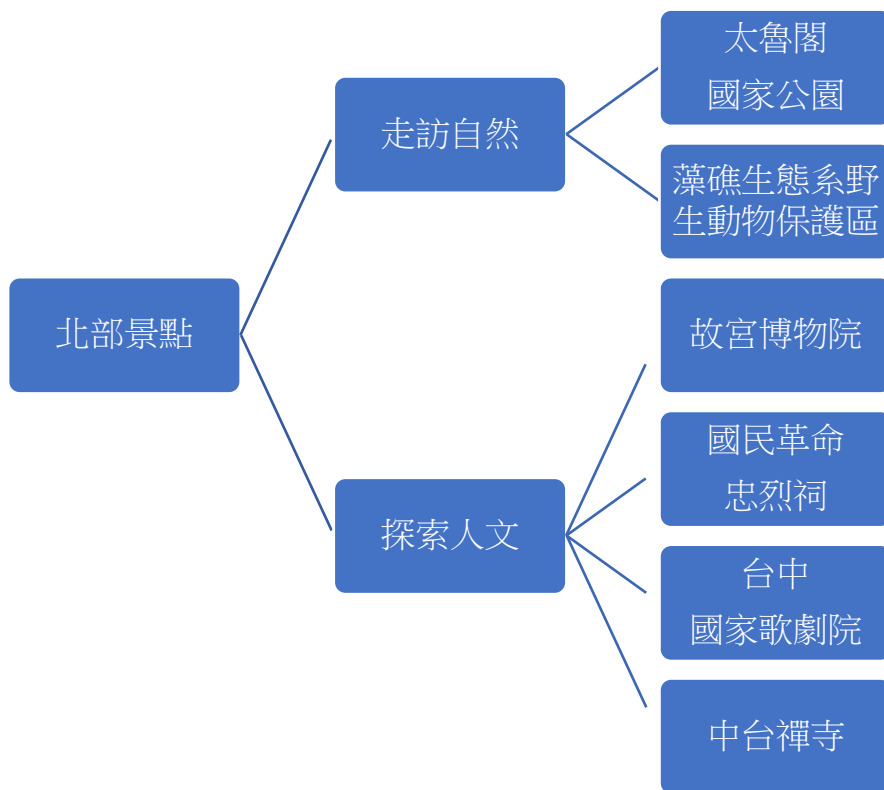 北部景點
走訪自然
太魯閣
國家公園
藻礁生態系野
生動物保護區
探索人文
故宮博物院
國民革命
忠烈祠
台中
國家歌劇院
中台禪寺